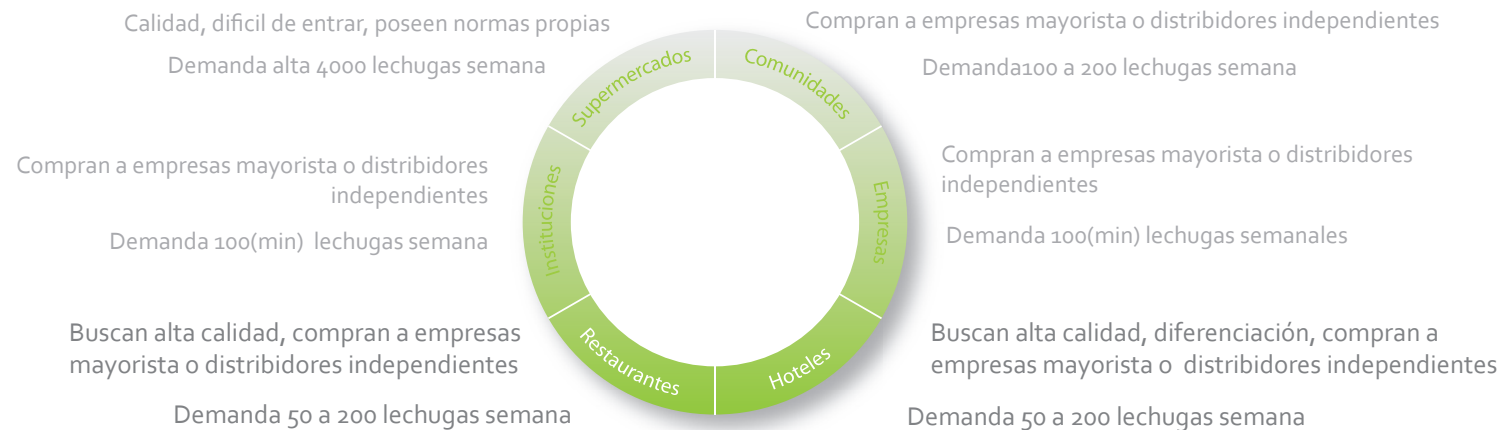 Calidad, dificil de entrar, poseen normas propias
Demanda alta 4000 lechugas semana
Supermercados
Comunidades
Compran a empresas mayorista o distribidores independientes
Demanda100 a 200 lechugas semana
Compran a empresas mayorista o distribidores
independientes
Demanda 100(min) lechugas semana
Instituciones
Empresas
Compran a empresas mayorista o distribidores
independientes
Demanda 100(min) lechugas semanales
Buscan alta calidad, compran a empresas
mayorista o distribidores independientes
Demanda 50 a 200 lechugas semana
Restaurantes
Hoteles
Buscan alta calidad, diferenciación, compran a
empresas mayorista o distribidores independientes
Demanda 50 a 200 lechugas semana